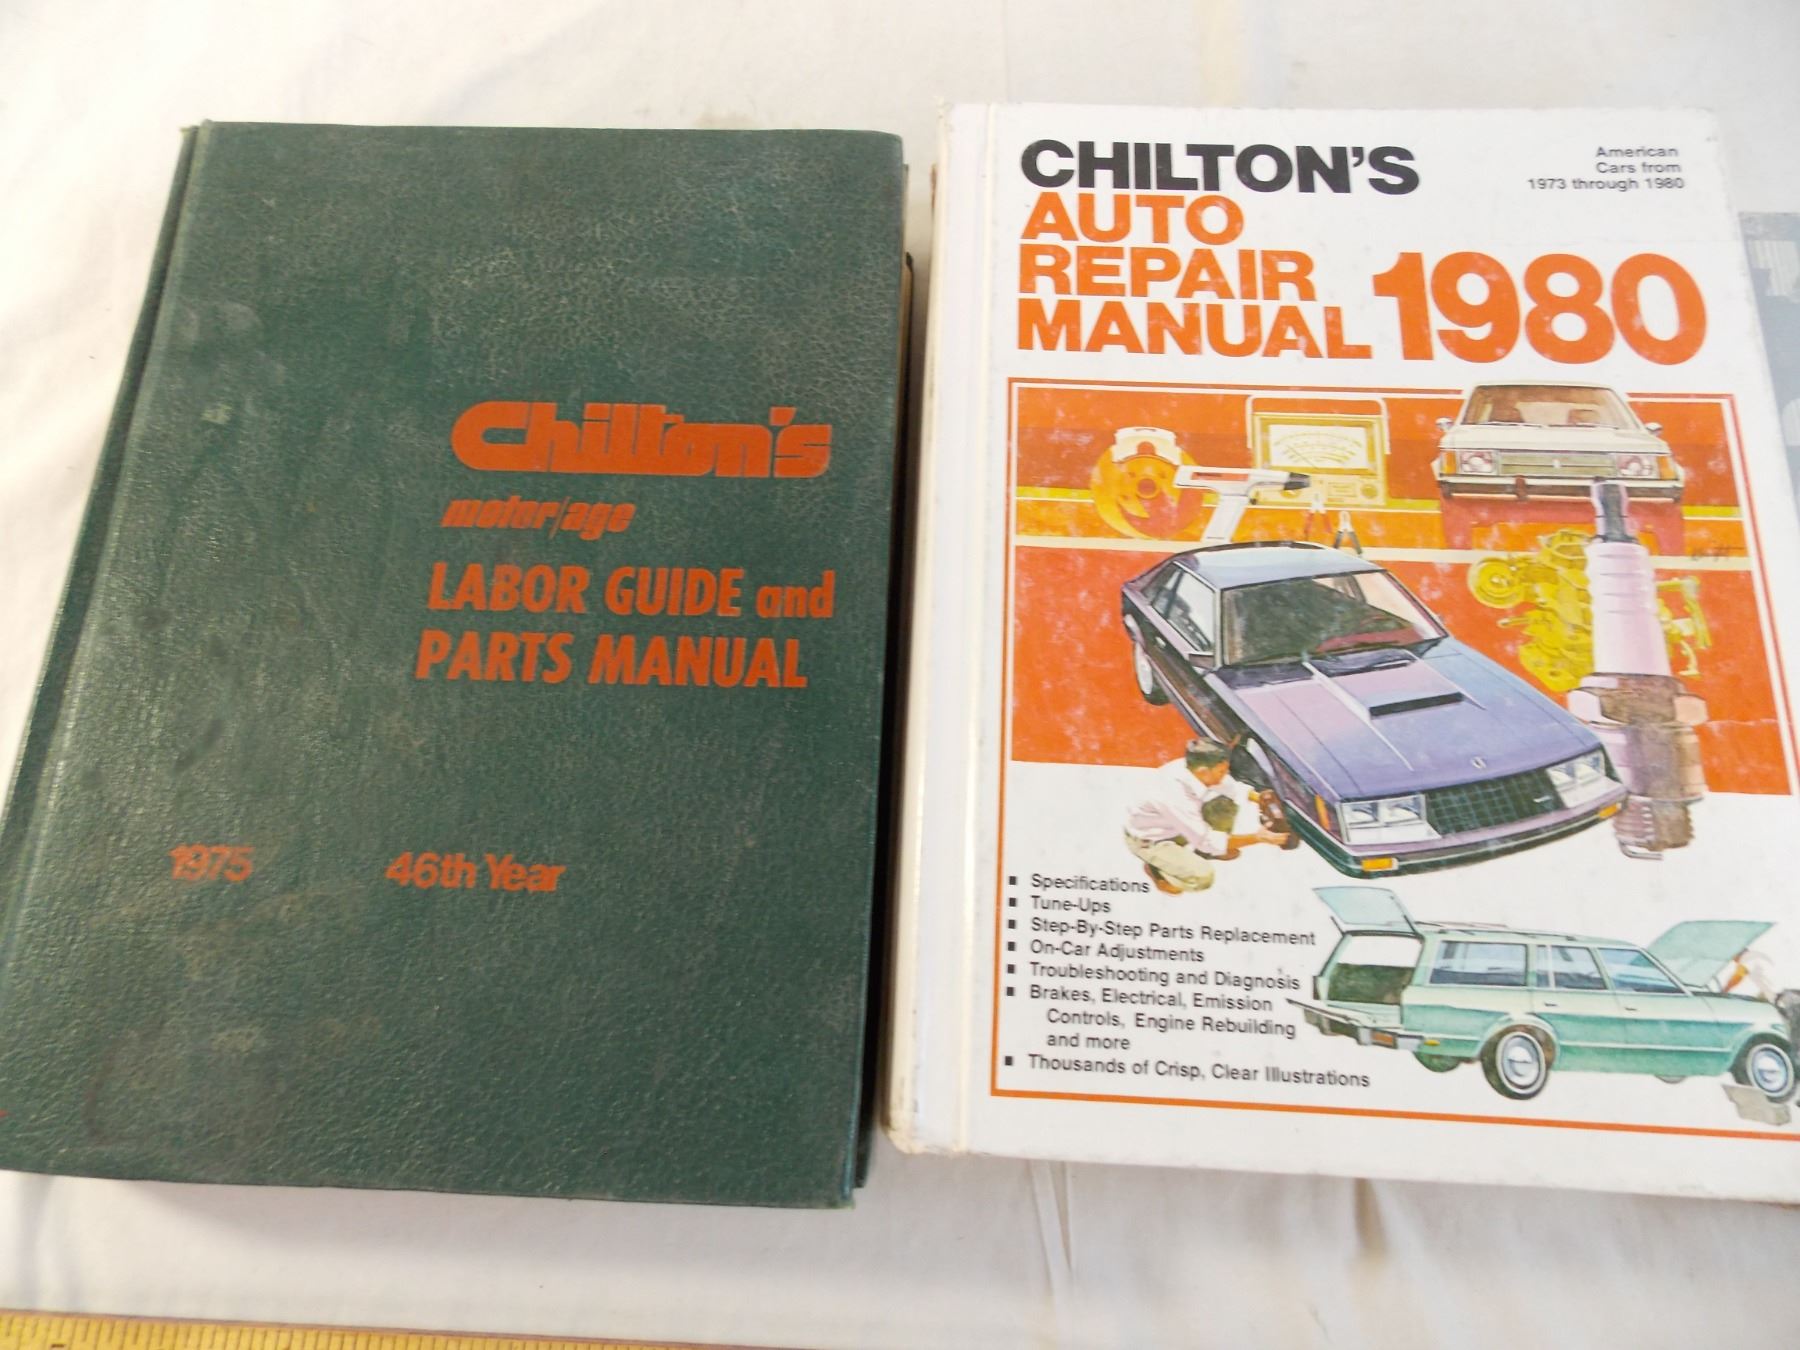 Chilton's
motor/age
LABOR GUIDE and
PARTS MANUAL
1975 46th Year
CHILTON'S
AUTO
REPAIR
MANUAL 1980
American
Cars from
1973 through 1980
▪ Specifications
▪ Tune-Ups
▪ Step-By-Step Parts Replacement
▪ On-Car Adjustments
▪ Troubleshooting and Diagnosis
▪ Brakes, Electrical, Emission
Controls, Engine Rebuilding
and more
▪ Thousands of Crisp, Clear Illustrations